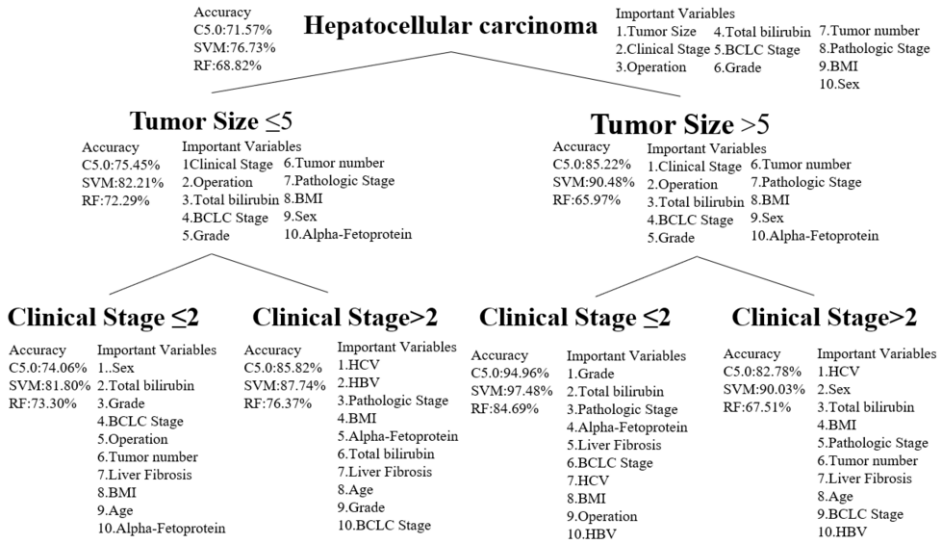 Hepatocellular carcinoma
Accuracy
C5.0:71.57%
SVM:76.73%
RF:68.82%
Important Variables
1.Tumor Size
2.Clinical Stage
3.Operation
4.Total bilirubin
5.BCLC Stage
6.Grade
7.Tumor number
8.Pathologic Stage
9.BMI
10.Sex
Tumor Size ≤5
Accuracy
C5.0:75.45%
SVM:82.21%
RF:72.29%
Important Variables
1Clinical Stage
2.Operation
3.Total bilirubin
4.BCLC Stage
5.Grade
6.Tumor number
7.Pathologic Stage
8.BMI
9.Sex
10.Alpha-Fetoprotein
Tumor Size >5
Accuracy
C5.0:85.22%
SVM:90.48%
RF:65.97%
Important Variables
1.Clinical Stage
2.Operation
3.Total bilirubin
4.BCLC Stage
5.Grade
6.Tumor number
7.Pathologic Stage
8.BMI
9.Sex
10.Alpha-Fetoprotein
Clinical Stage ≤2
Accuracy
C5.0:74.06%
SVM:81.80%
RF:73.30%
Important Variables
1..Sex
2.Total bilirubin
3.Grade
4.BCLC Stage
5.Operation
6.Tumor number
7.Liver Fibrosis
8.BMI
9.Age
10.Alpha-Fetoprotein
Clinical Stage>2
Accuracy
C5.0:85.82%
SVM:87.74%
RF:76.37%
Important Variables
1.HCV
2.HBV
3.Pathologic Stage
4.BMI
5.Alpha-Fetoprotein
6.Total bilirubin
7.Liver Fibrosis
8.Age
9.Grade
10.BCLC Stage
Clinical Stage ≤2
Accuracy
C5.0:94.96%
SVM:97.48%
RF:84.69%
Important Variables
1.Grade
2.Total bilirubin
3.Pathologic Stage
4.Alpha-Fetoprotein
5.Liver Fibrosis
6.BCLC Stage
7.HCV
8.BMI
9.Operation
10.HBV
Clinical Stage>2
Accuracy
C5.0:82.78%
SVM:90.03%
RF:67.51%
Important Variables
1.HCV
2.Sex
3.Total bilirubin
4.BMI
5.Pathologic Stage
6.Tumor number
7.Liver Fibrosis
8.Age
9.BCLC Stage
10.HBV